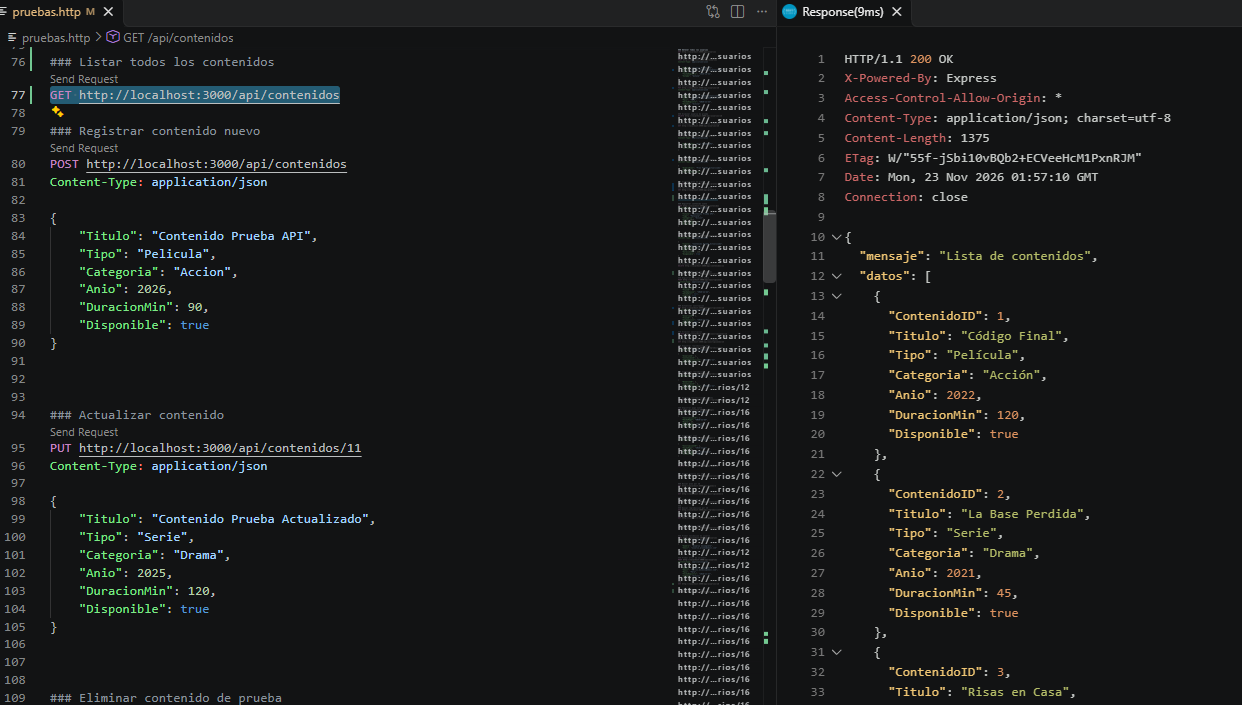 pruebas.http M
pruebas.http > GET /api/contenidos
76 ### Listar todos los contenidos
Send Request
77 GET http://localhost:3000/api/contenidos
78
79 ### Registrar contenido nuevo
Send Request
80 POST http://localhost:3000/api/contenidos
81 Content-Type: application/json
82
83 {
84 "Titulo": "Contenido Prueba API",
85 "Tipo": "Pelicula",
86 "Categoria": "Accion",
87 "Anio": 2026,
88 "DuracionMin": 90,
89 "Disponible": true
90 }
91
92
93
94 ### Actualizar contenido
Send Request
95 PUT http://localhost:3000/api/contenidos/11
96 Content-Type: application/json
97
98 {
99 "Titulo": "Contenido Prueba Actualizado",
100 "Tipo": "Serie",
101 "Categoria": "Drama",
102 "Anio": 2025,
103 "DuracionMin": 120,
104 "Disponible": true
105 }
106
107
108
109 ### Eliminar contenido de prueba
Response(9ms)
1 HTTP/1.1 200 OK
2 X-Powered-By: Express
3 Access-Control-Allow-Origin: *
4 Content-Type: application/json; charset=utf-8
5 Content-Length: 1375
6 ETag: W/"55f-jSbi10vBQb2+ECVeeHcM1PxnRJM"
7 Date: Mon, 23 Nov 2026 01:57:10 GMT
8 Connection: close
9
10 {
11 "mensaje": "Lista de contenidos",
12 "datos": [
13 {
14 "ContenidoID": 1,
15 "Titulo": "Código Final",
16 "Tipo": "Película",
17 "Categoria": "Acción",
18 "Anio": 2022,
19 "DuracionMin": 120,
20 "Disponible": true
21 },
22 {
23 "ContenidoID": 2,
24 "Titulo": "La Base Perdida",
25 "Tipo": "Serie",
26 "Categoria": "Drama",
27 "Anio": 2021,
28 "DuracionMin": 45,
29 "Disponible": true
30 },
31 {
32 "ContenidoID": 3,
33 "Titulo": "Risas en Casa",